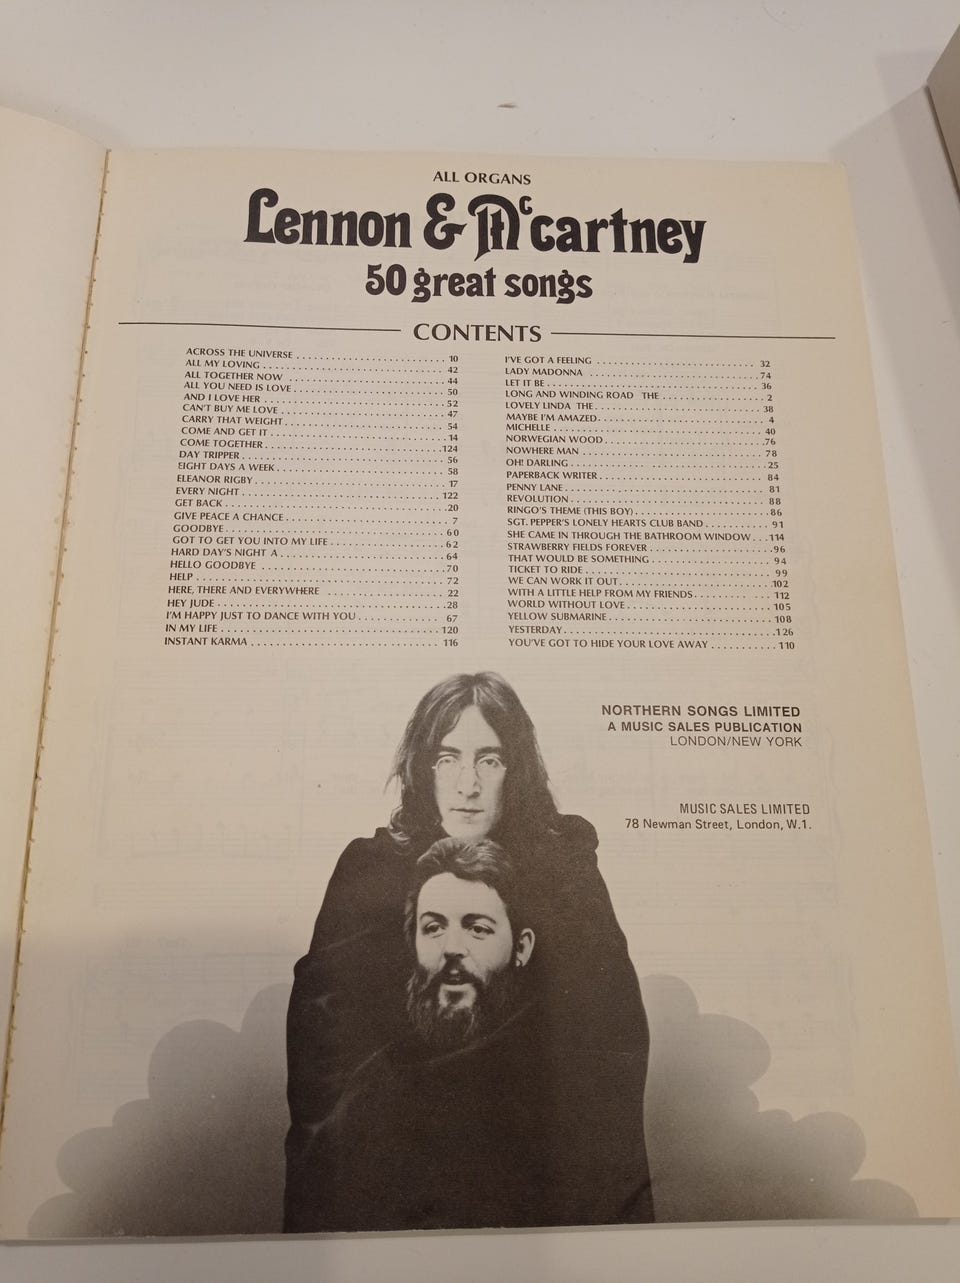 ALL ORGANS
Lennon & McCartney
50 great songs
CONTENTS
ACROSS THE UNIVERSE . . . . . . . . . . . . . . . . . . . . . . 10
ALL MY LOVING . . . . . . . . . . . . . . . . . . . . . . . . . . 42
ALL TOGETHER NOW . . . . . . . . . . . . . . . . . . . . . . . 44
ALL YOU NEED IS LOVE . . . . . . . . . . . . . . . . . . . . . . 50
AND I LOVE HER . . . . . . . . . . . . . . . . . . . . . . . . . . 52
CAN'T BUY ME LOVE . . . . . . . . . . . . . . . . . . . . . . . 47
CARRY THAT WEIGHT . . . . . . . . . . . . . . . . . . . . . . . 54
COME AND GET IT . . . . . . . . . . . . . . . . . . . . . . . . . 14
COME TOGETHER . . . . . . . . . . . . . . . . . . . . . . . . . 124
DAY TRIPPER . . . . . . . . . . . . . . . . . . . . . . . . . . . . 56
EIGHT DAYS A WEEK . . . . . . . . . . . . . . . . . . . . . . . . 58
ELEANOR RIGBY . . . . . . . . . . . . . . . . . . . . . . . . . . 17
EVERY NIGHT . . . . . . . . . . . . . . . . . . . . . . . . . . . 122
GET BACK . . . . . . . . . . . . . . . . . . . . . . . . . . . . . . 20
GIVE PEACE A CHANCE . . . . . . . . . . . . . . . . . . . . . . 7
GOODBYE . . . . . . . . . . . . . . . . . . . . . . . . . . . . . . 60
GOT TO GET YOU INTO MY LIFE . . . . . . . . . . . . . . . . 62
HARD DAY'S NIGHT A . . . . . . . . . . . . . . . . . . . . . . . 64
HELLO GOODBYE . . . . . . . . . . . . . . . . . . . . . . . . . 70
HELP . . . . . . . . . . . . . . . . . . . . . . . . . . . . . . . . . 72
HERE, THERE AND EVERYWHERE . . . . . . . . . . . . . . . . 22
HEY JUDE . . . . . . . . . . . . . . . . . . . . . . . . . . . . . . 28
I'M HAPPY JUST TO DANCE WITH YOU . . . . . . . . . . . . 67
IN MY LIFE . . . . . . . . . . . . . . . . . . . . . . . . . . . . . 120
INSTANT KARMA . . . . . . . . . . . . . . . . . . . . . . . . . 116
I'VE GOT A FEELING . . . . . . . . . . . . . . . . . . . . . . . 32
LADY MADONNA . . . . . . . . . . . . . . . . . . . . . . . . . 74
LET IT BE . . . . . . . . . . . . . . . . . . . . . . . . . . . . . . 36
LONG AND WINDING ROAD THE . . . . . . . . . . . . . . . . 2
LOVELY LINDA THE . . . . . . . . . . . . . . . . . . . . . . . . 38
MAYBE I'M AMAZED . . . . . . . . . . . . . . . . . . . . . . . . 4
MICHELLE . . . . . . . . . . . . . . . . . . . . . . . . . . . . . . 40
NORWEGIAN WOOD . . . . . . . . . . . . . . . . . . . . . . . . 76
NOWHERE MAN . . . . . . . . . . . . . . . . . . . . . . . . . . 78
OH! DARLING . . . . . . . . . . . . . . . . . . . . . . . . . . . . 25
PAPERBACK WRITER . . . . . . . . . . . . . . . . . . . . . . . . 84
PENNY LANE . . . . . . . . . . . . . . . . . . . . . . . . . . . . 81
REVOLUTION . . . . . . . . . . . . . . . . . . . . . . . . . . . . 88
RINGO'S THEME (THIS BOY) . . . . . . . . . . . . . . . . . . . 86
SGT. PEPPER'S LONELY HEARTS CLUB BAND . . . . . . . . . . 91
SHE CAME IN THROUGH THE BATHROOM WINDOW . . . 114
STRAWBERRY FIELDS FOREVER . . . . . . . . . . . . . . . . . . 96
THAT WOULD BE SOMETHING . . . . . . . . . . . . . . . . . . 94
TICKET TO RIDE . . . . . . . . . . . . . . . . . . . . . . . . . . 99
WE CAN WORK IT OUT . . . . . . . . . . . . . . . . . . . . . . 102
WITH A LITTLE HELP FROM MY FRIENDS . . . . . . . . . . . 112
WORLD WITHOUT LOVE . . . . . . . . . . . . . . . . . . . . . 105
YELLOW SUBMARINE . . . . . . . . . . . . . . . . . . . . . . . 108
YESTERDAY . . . . . . . . . . . . . . . . . . . . . . . . . . . . . 126
YOU'VE GOT TO HIDE YOUR LOVE AWAY . . . . . . . . . . . 110
NORTHERN SONGS LIMITED
A MUSIC SALES PUBLICATION
LONDON/NEW YORK
MUSIC SALES LIMITED
78 Newman Street, London, W.1.